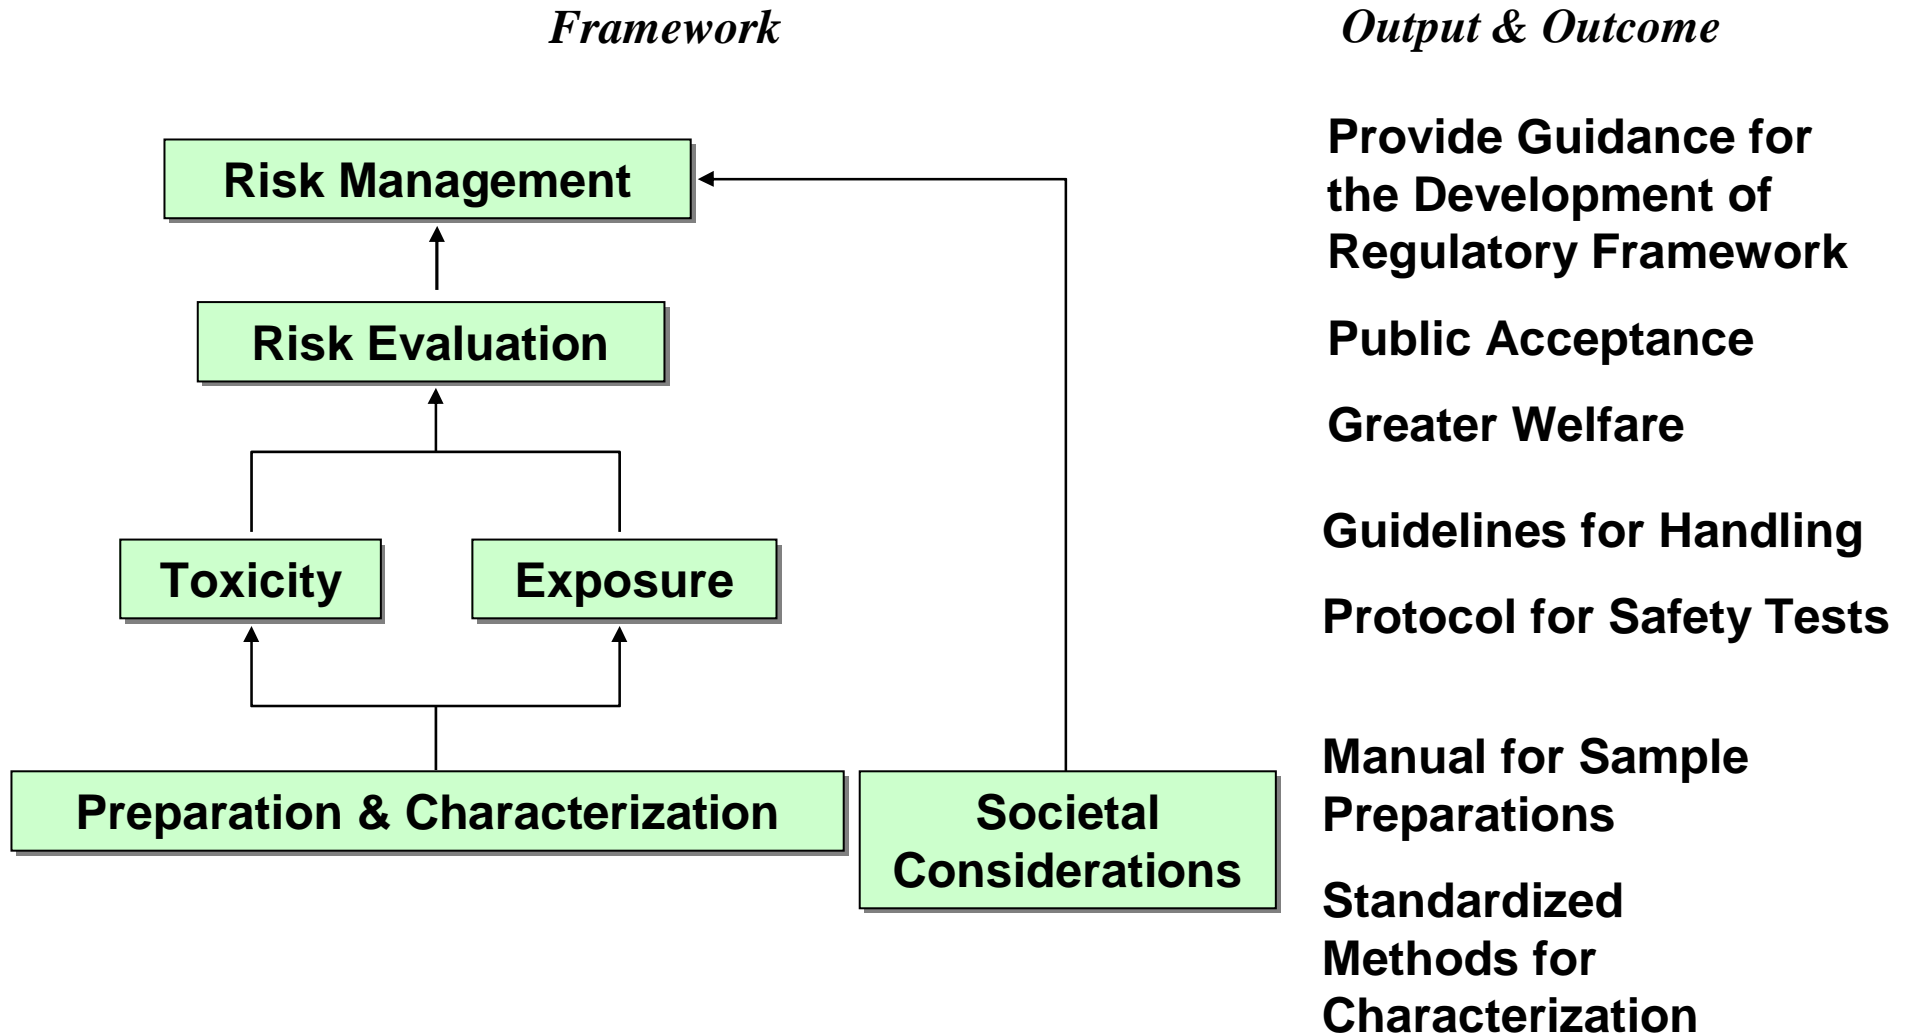 Framework
Output & Outcome
Risk Management
Risk Evaluation
Toxicity
Exposure
Preparation & Characterization
Societal
Considerations
Provide Guidance for
the Development of
Regulatory Framework
Public Acceptance
Greater Welfare
Guidelines for Handling
Protocol for Safety Tests
Manual for Sample
Preparations
Standardized
Methods for
Characterization